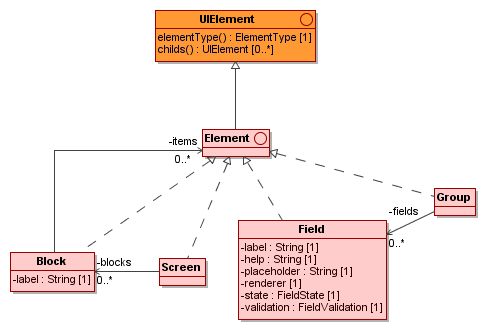 UIElement
elementType() : ElementType [1]
childs() : UIElement [0..*]
-items
Element
0..*
Group
-fields
Field
0..*
-label : String [1]
-help : String [1]
-placeholder : String [1]
-renderer [1]
-state : FieldState [1]
-validation : FieldValidation [1]
Block
-label : String [1]
-blocks
0..*
Screen